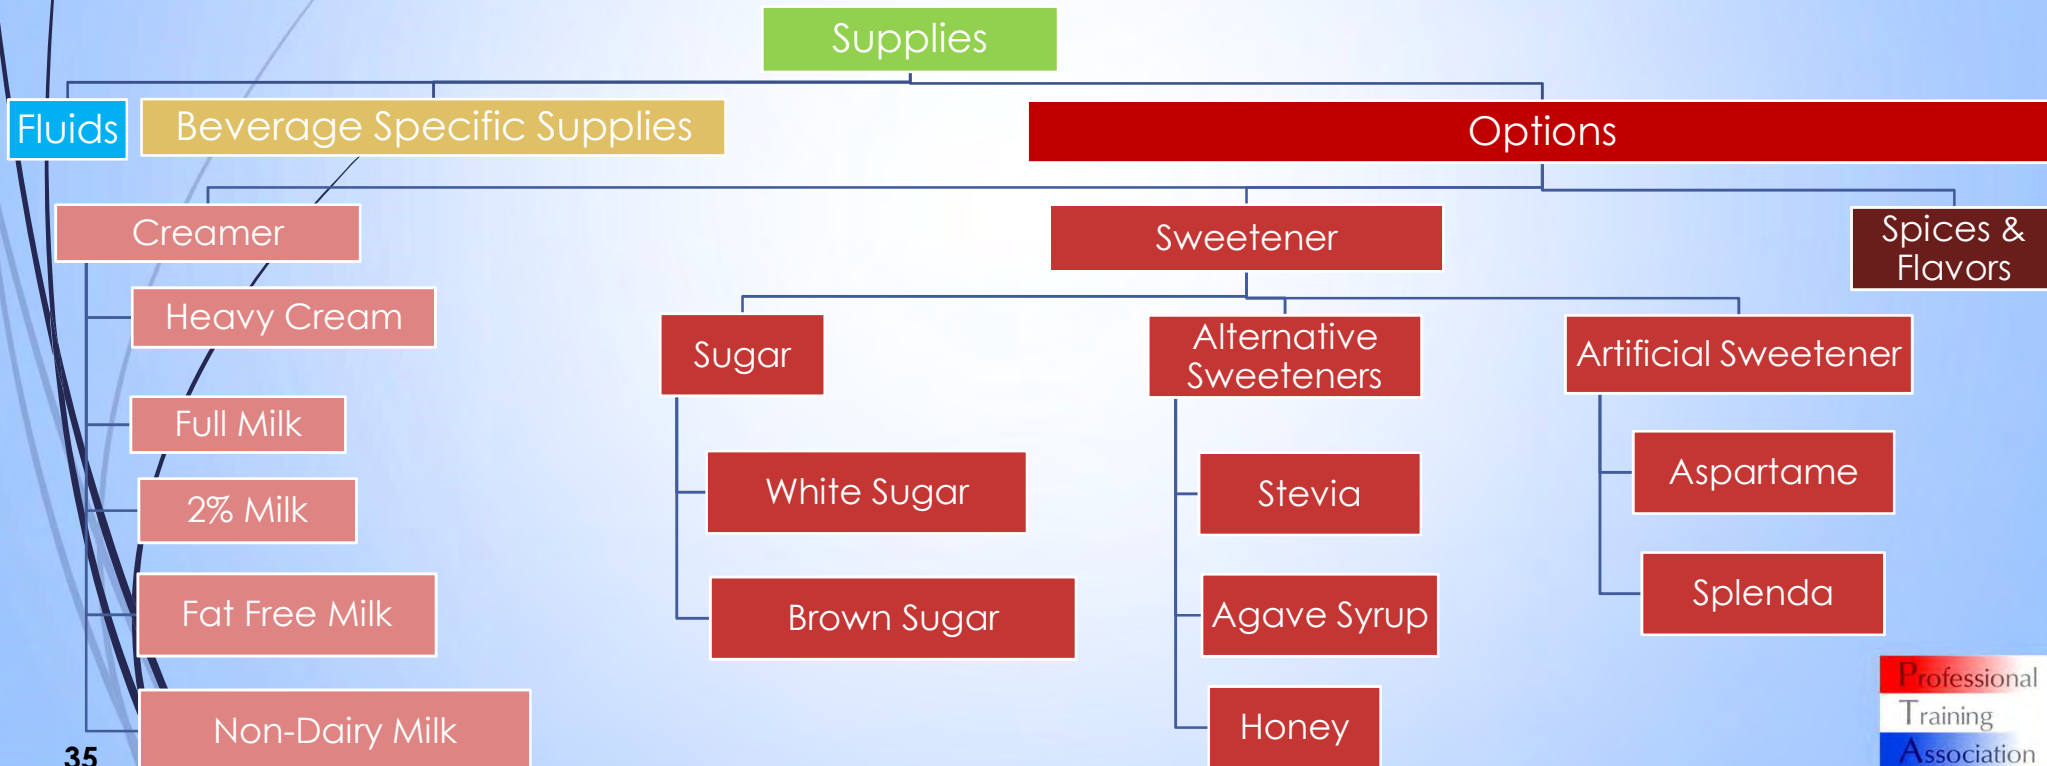 Supplies
Fluids
Beverage Specific Supplies
Options
Creamer
Sweetener
Spices &
Flavors
Heavy Cream
Full Milk
2% Milk
Fat Free Milk
Non-Dairy Milk
Sugar
White Sugar
Brown Sugar
Alternative
Sweeteners
Stevia
Agave Syrup
Honey
Artificial Sweetener
Aspartame
Splenda
35
Professional
Training
Association